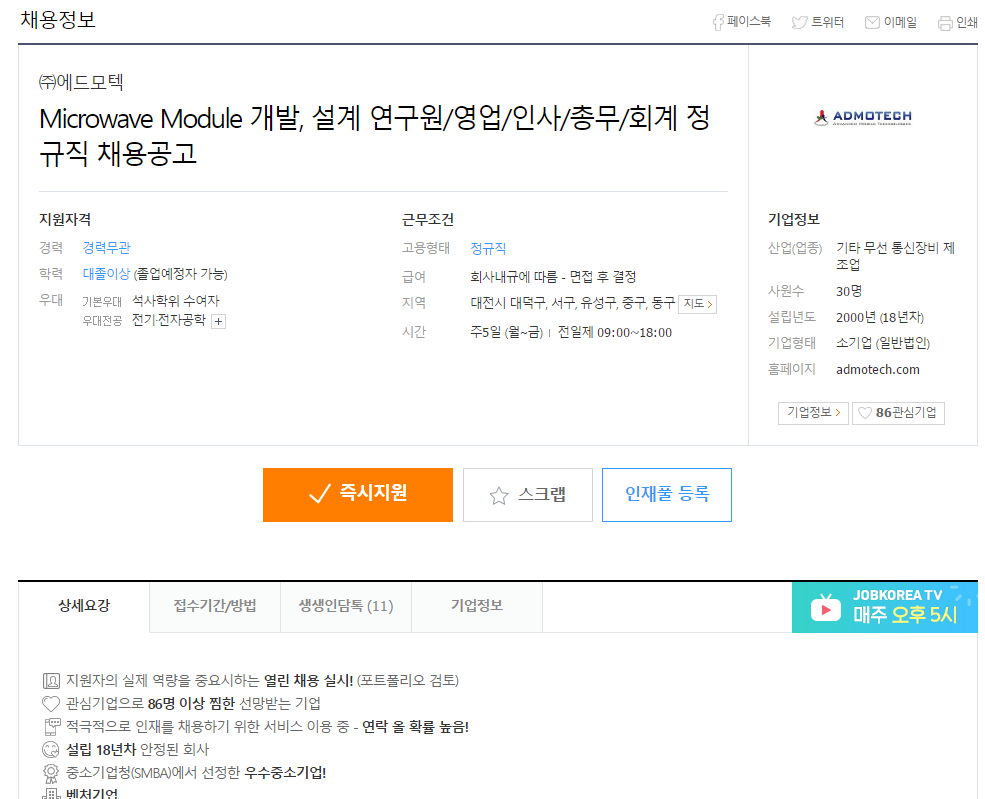 채용정보
페이스북 트위터 이메일 인쇄
㈜에드모텍
Microwave Module 개발, 설계 연구원/영업/인사/총무/회계 정
규직 채용공고
ADMOTECH
지원자격
경력 경력무관
학력 대졸이상 (졸업예정자 가능)
우대 기본우대 석사학위 수여자
우대전공 전기·전자공학 +
근무조건
고용형태 정규직
급여 회사내규에 따름 - 면접 후 결정
지역 대전시 대덕구, 서구, 유성구, 중구, 동구 지도 >
시간 주5일 (월~금) | 전일제 09:00~18:00
기업정보
산업(업종) 기타 무선 통신장비 제
조업
사원수 30명
설립년도 2000년 (18년차)
기업형태 소기업 (일반법인)
홈페이지 admotech.com
기업정보 > 86관심기업
즉시지원 스크랩 인재풀 등록
상세요강 접수기간/방법 생생인담톡 (11) 기업정보
JOBKOREA TV
매주 오후 5시
지원자의 실제 역량을 중요시하는 열린 채용 실시! (포트폴리오 검토)
관심기업으로 86명 이상 찜한 선망받는 기업
적극적으로 인재를 채용하기 위한 서비스 이용 중 - 연락 올 확률 높음!
설립 18년차 안정된 회사
중소기업청(SMBA)에서 선정한 우수중소기업!
벤처기업